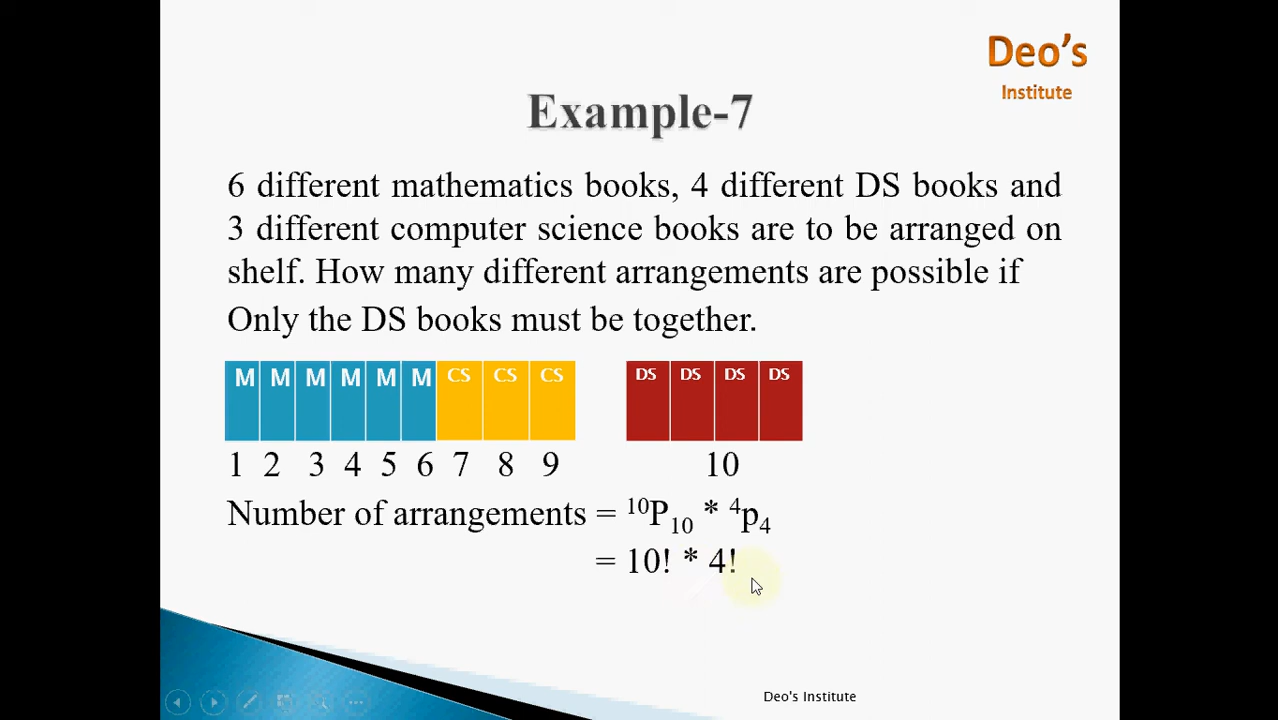 Deo's
Institute
Example-7
6 different mathematics books, 4 different DS books and
3 different computer science books are to be arranged on
shelf. How many different arrangements are possible if
Only the DS books must be together.
M M M M M M CS CS CS DS DS DS DS
1 2 3 4 5 6 7 8 9 10
Number of arrangements = ¹⁰P₁₀ * ⁴p₄
= 10! * 4!
Deo's Institute